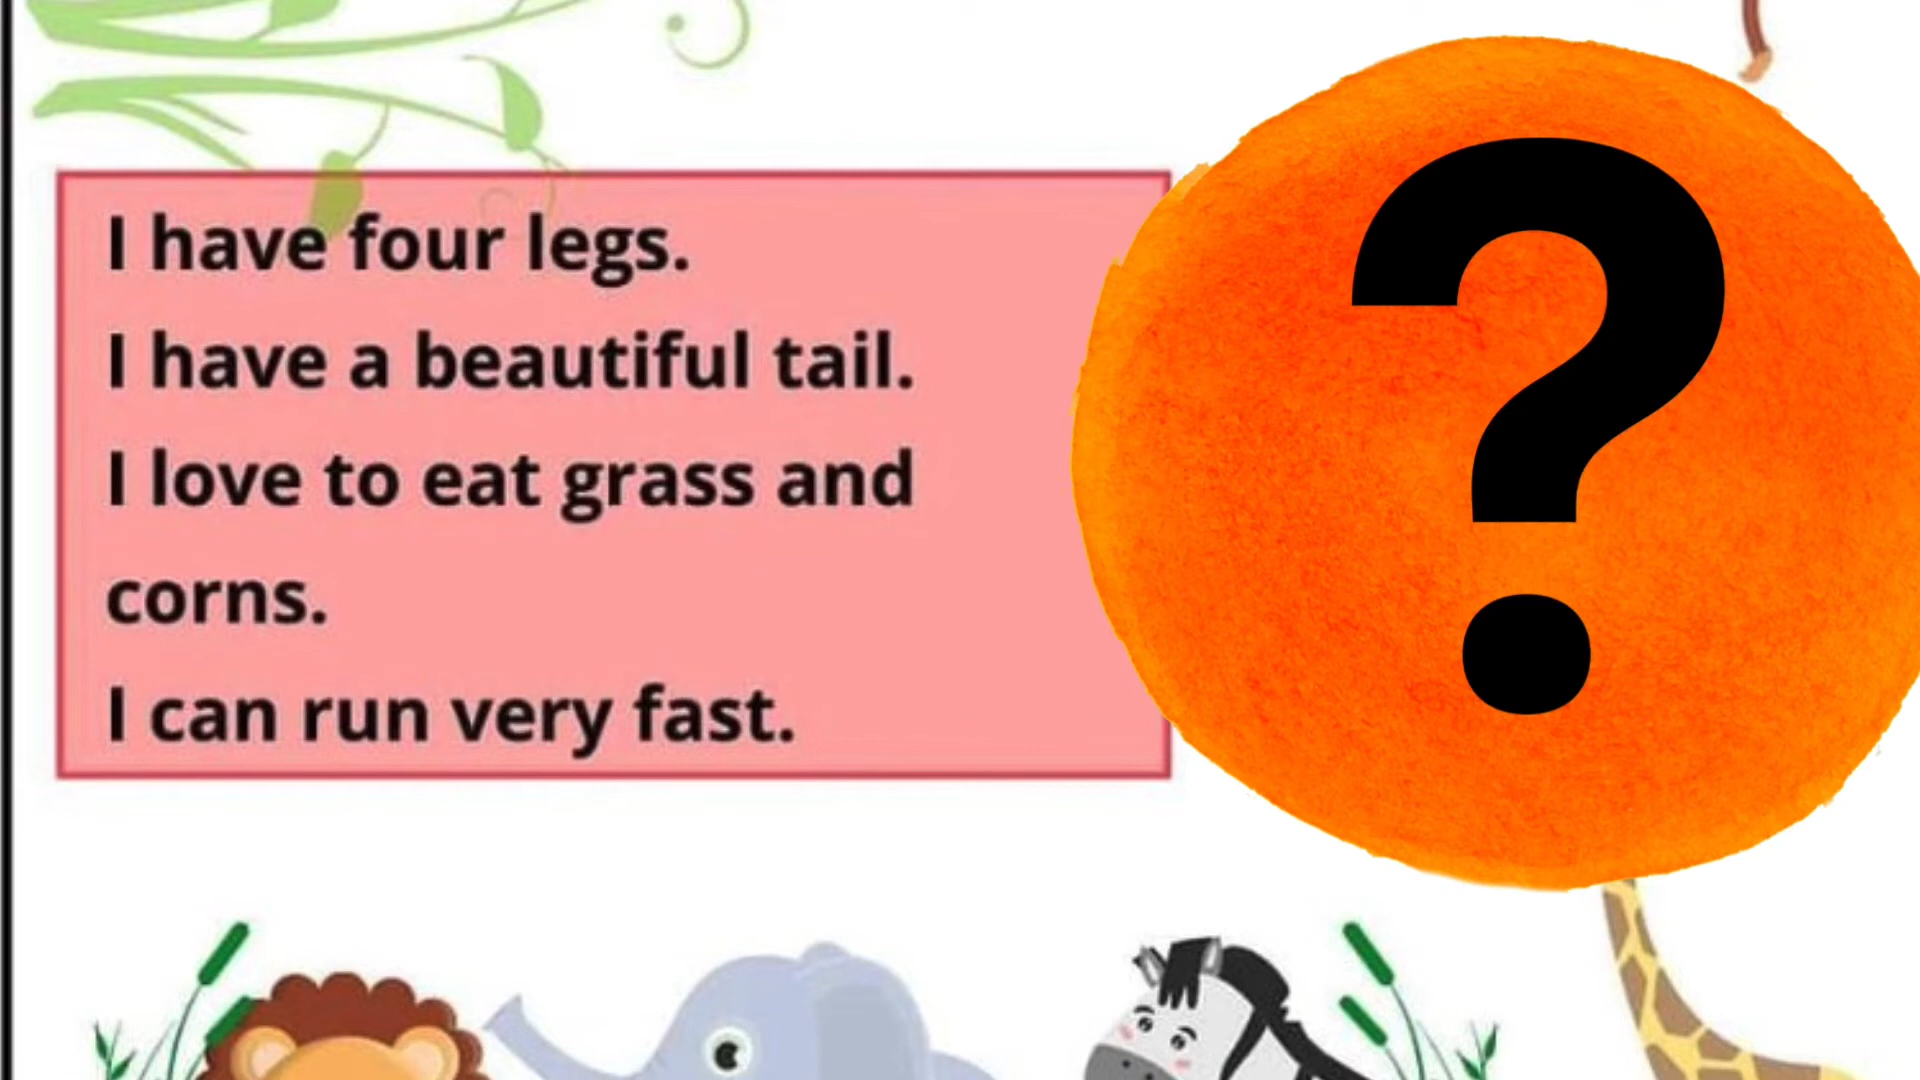 I have four legs.
I have a beautiful tail.
I love to eat grass and
corns.
I can run very fast.
?